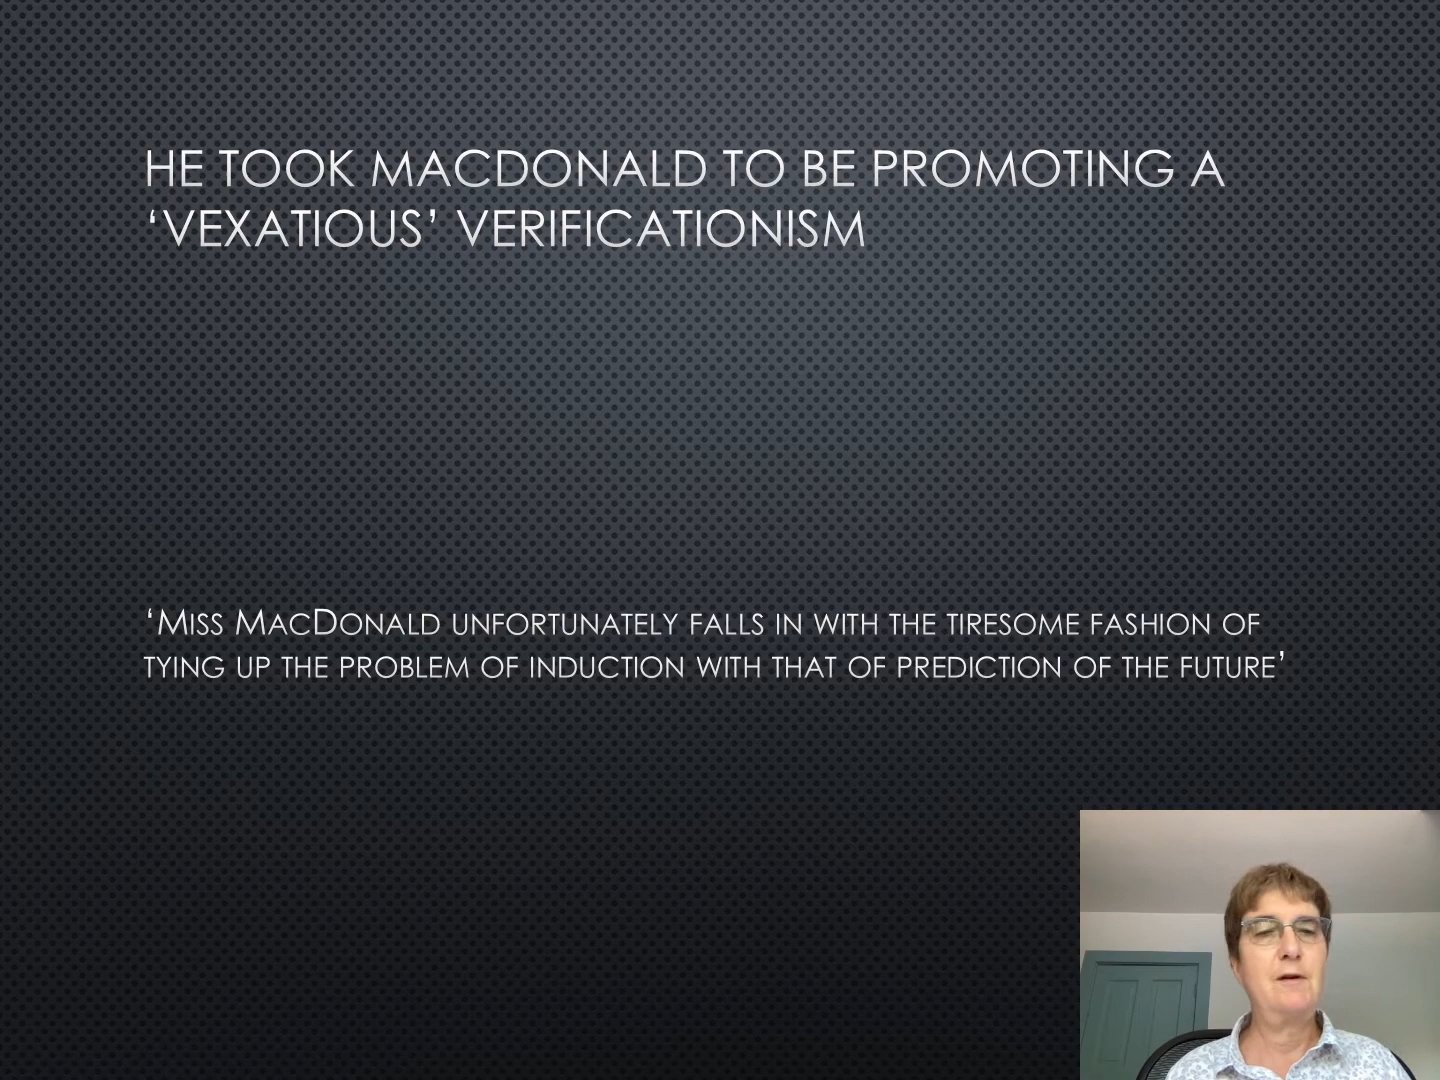 HE TOOK MACDONALD TO BE PROMOTING A
‘VEXATIOUS’ VERIFICATIONISM
‘Miss MacDonald unfortunately falls in with the tiresome fashion of
tying up the problem of induction with that of prediction of the future’